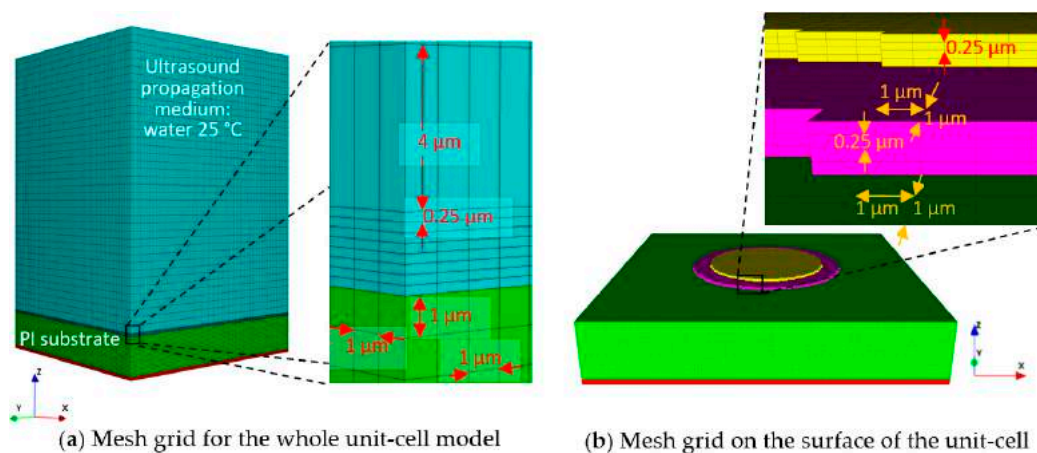 Ultrasound
propagation
medium:
water 25 °C
PI substrate
Z
Y
X
4 µm
0.25 µm
1 µm
1 µm
1 µm
(a) Mesh grid for the whole unit-cell model
0.25 µm
1 µm
1 µm
0.25 µm
1 µm
1 µm
Z
Y
X
(b) Mesh grid on the surface of the unit-cell